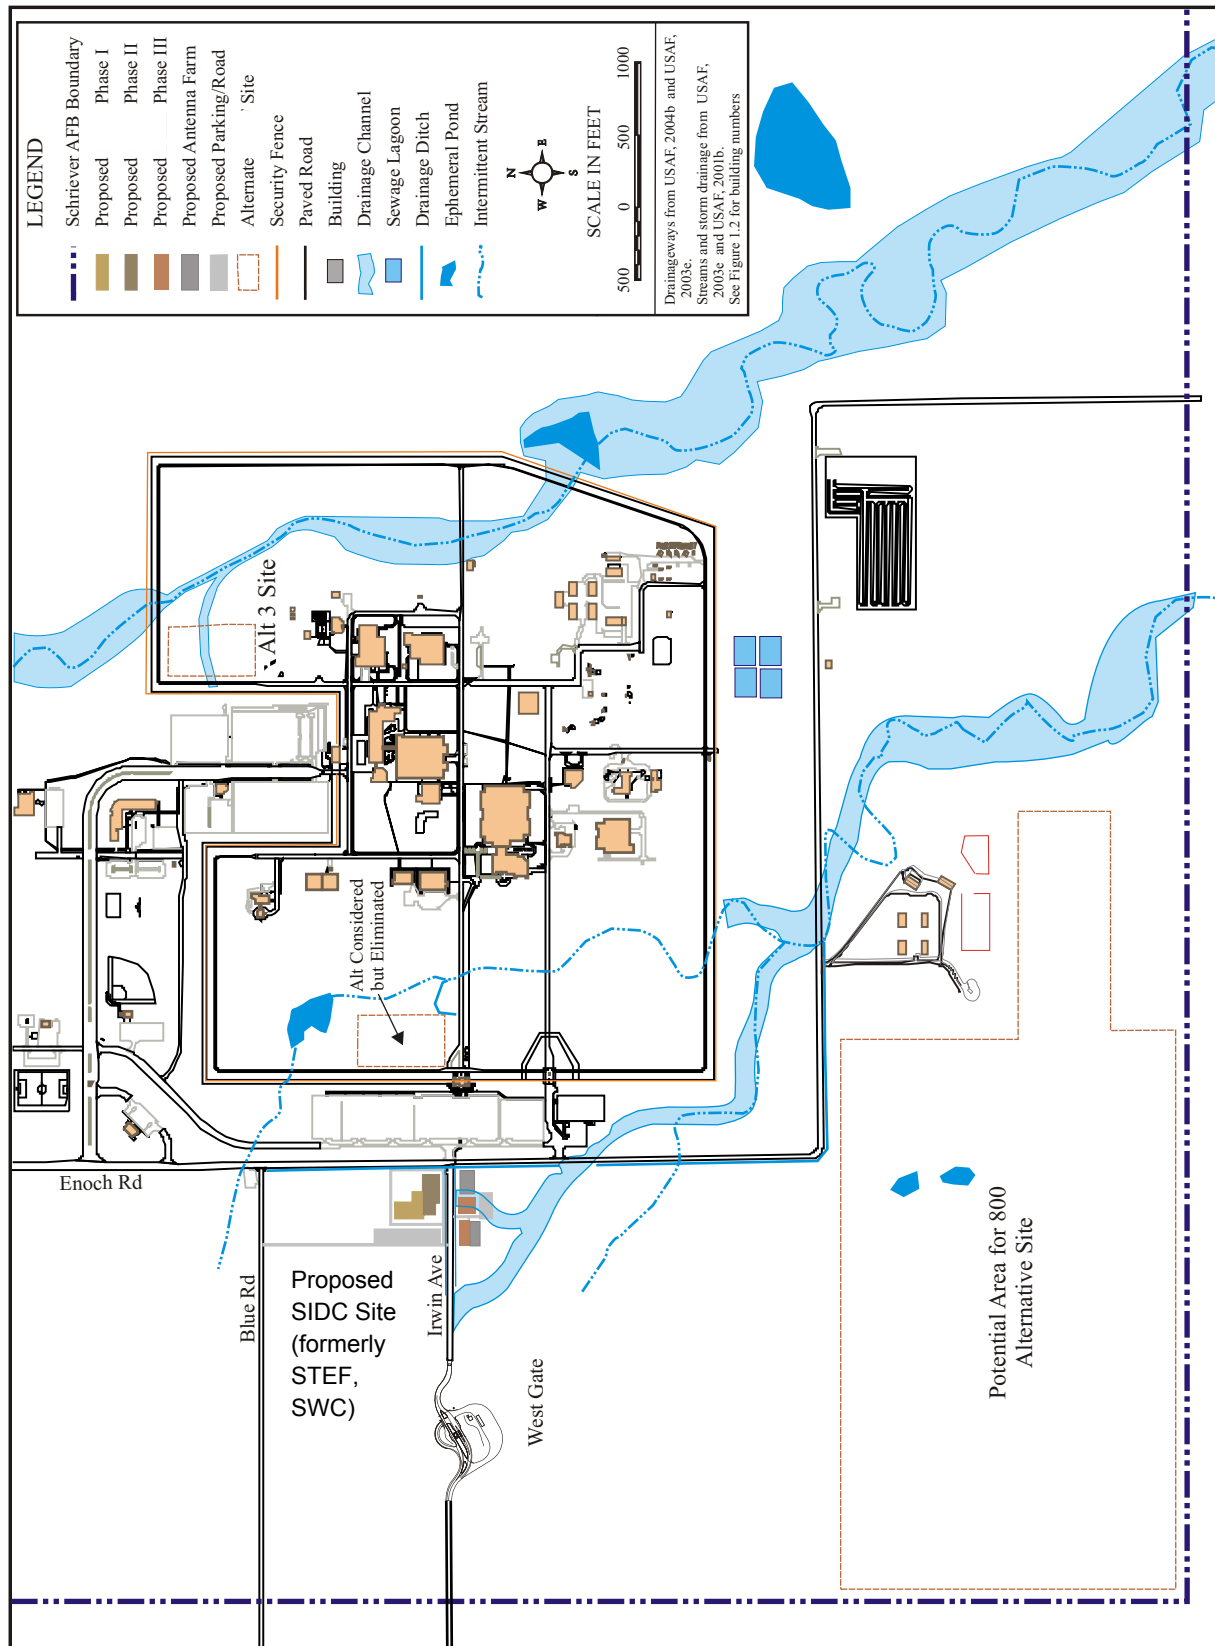 LEGEND
Schriever AFB Boundary
Proposed Phase I
Proposed Phase II
Proposed Phase III
Proposed Antenna Farm
Proposed Parking/Road
Alternate ' Site
Security Fence
Paved Road
Building
Drainage Channel
Sewage Lagoon
Drainage Ditch
Ephemeral Pond
Intermittent Stream
N
W E
S
SCALE IN FEET
500 0 500 1000
Drainageways from USAF, 2004b and USAF,
2003e.
Streams and storm drainage from USAF,
2003e and USAF, 2001b.
See Figure 1.2 for building numbers
Alt 3 Site
Alt Considered
but Eliminated
Enoch Rd
Blue Rd
Irwin Ave
West Gate
Proposed
SIDC Site
(formerly
STEF,
SWC)
Potential Area for 800
Alternative Site